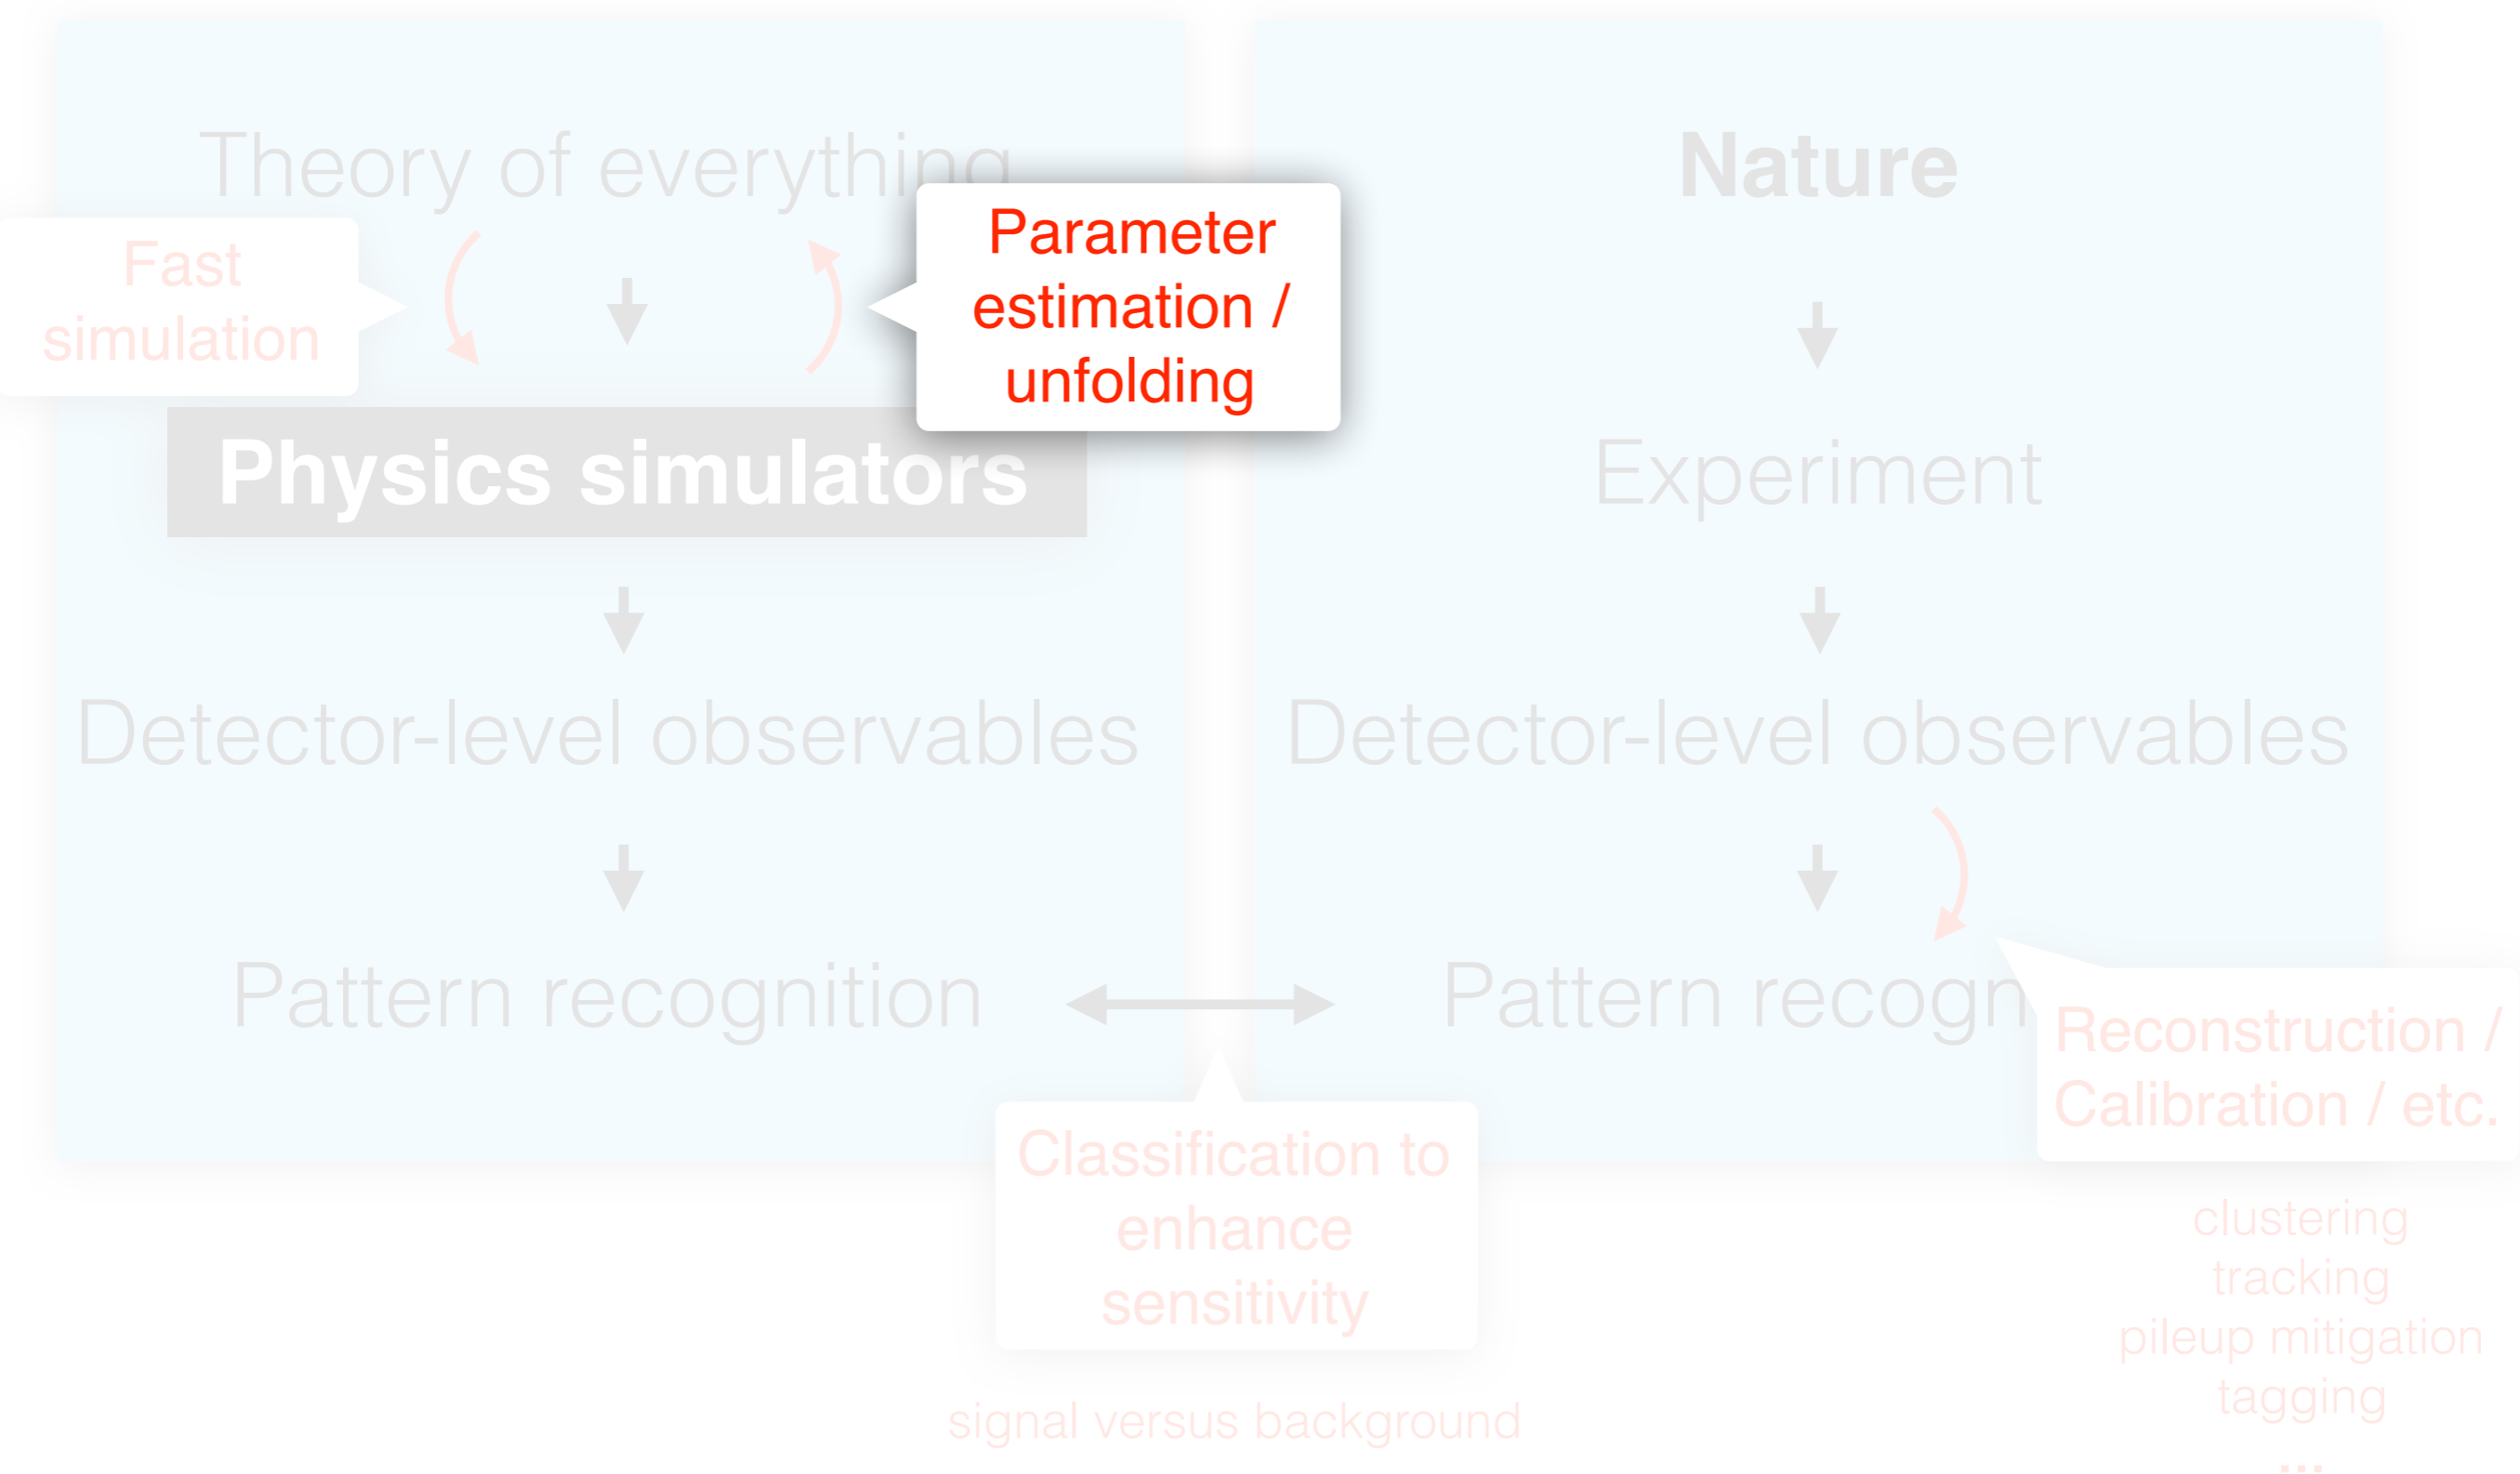 Theory of everything
Fast
simulation
Parameter
estimation /
unfolding
Physics simulators
Detector-level observables
Pattern recognition
Nature
Experiment
Detector-level observables
Pattern recogn
Reconstruction /
Calibration / etc.
clustering
tracking
pileup mitigation
tagging
...
Classification to
enhance
sensitivity
signal versus background